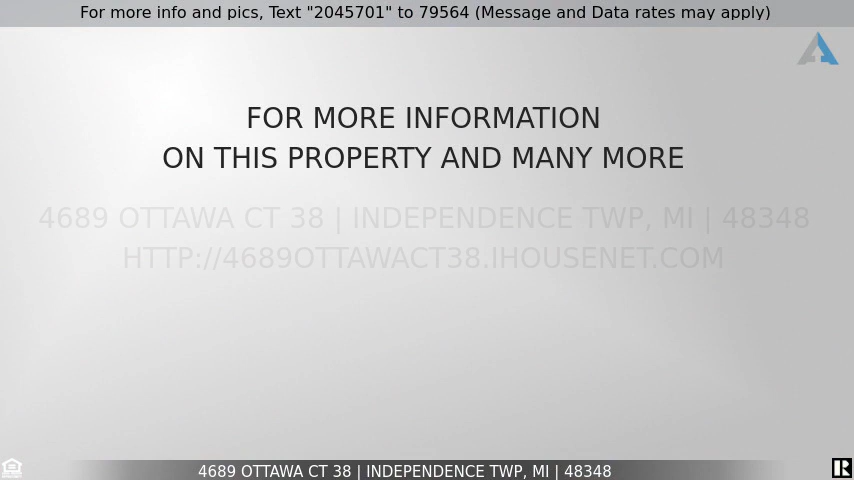 For more info and pics, Text "2045701" to 79564 (Message and Data rates may apply)
FOR MORE INFORMATION
ON THIS PROPERTY AND MANY MORE
4689 OTTAWA CT 38 | INDEPENDENCE TWP, MI | 48348
HTTP://4689OTTAWACT38.IHOUSENET.COM
4689 OTTAWA CT 38 | INDEPENDENCE TWP, MI | 48348